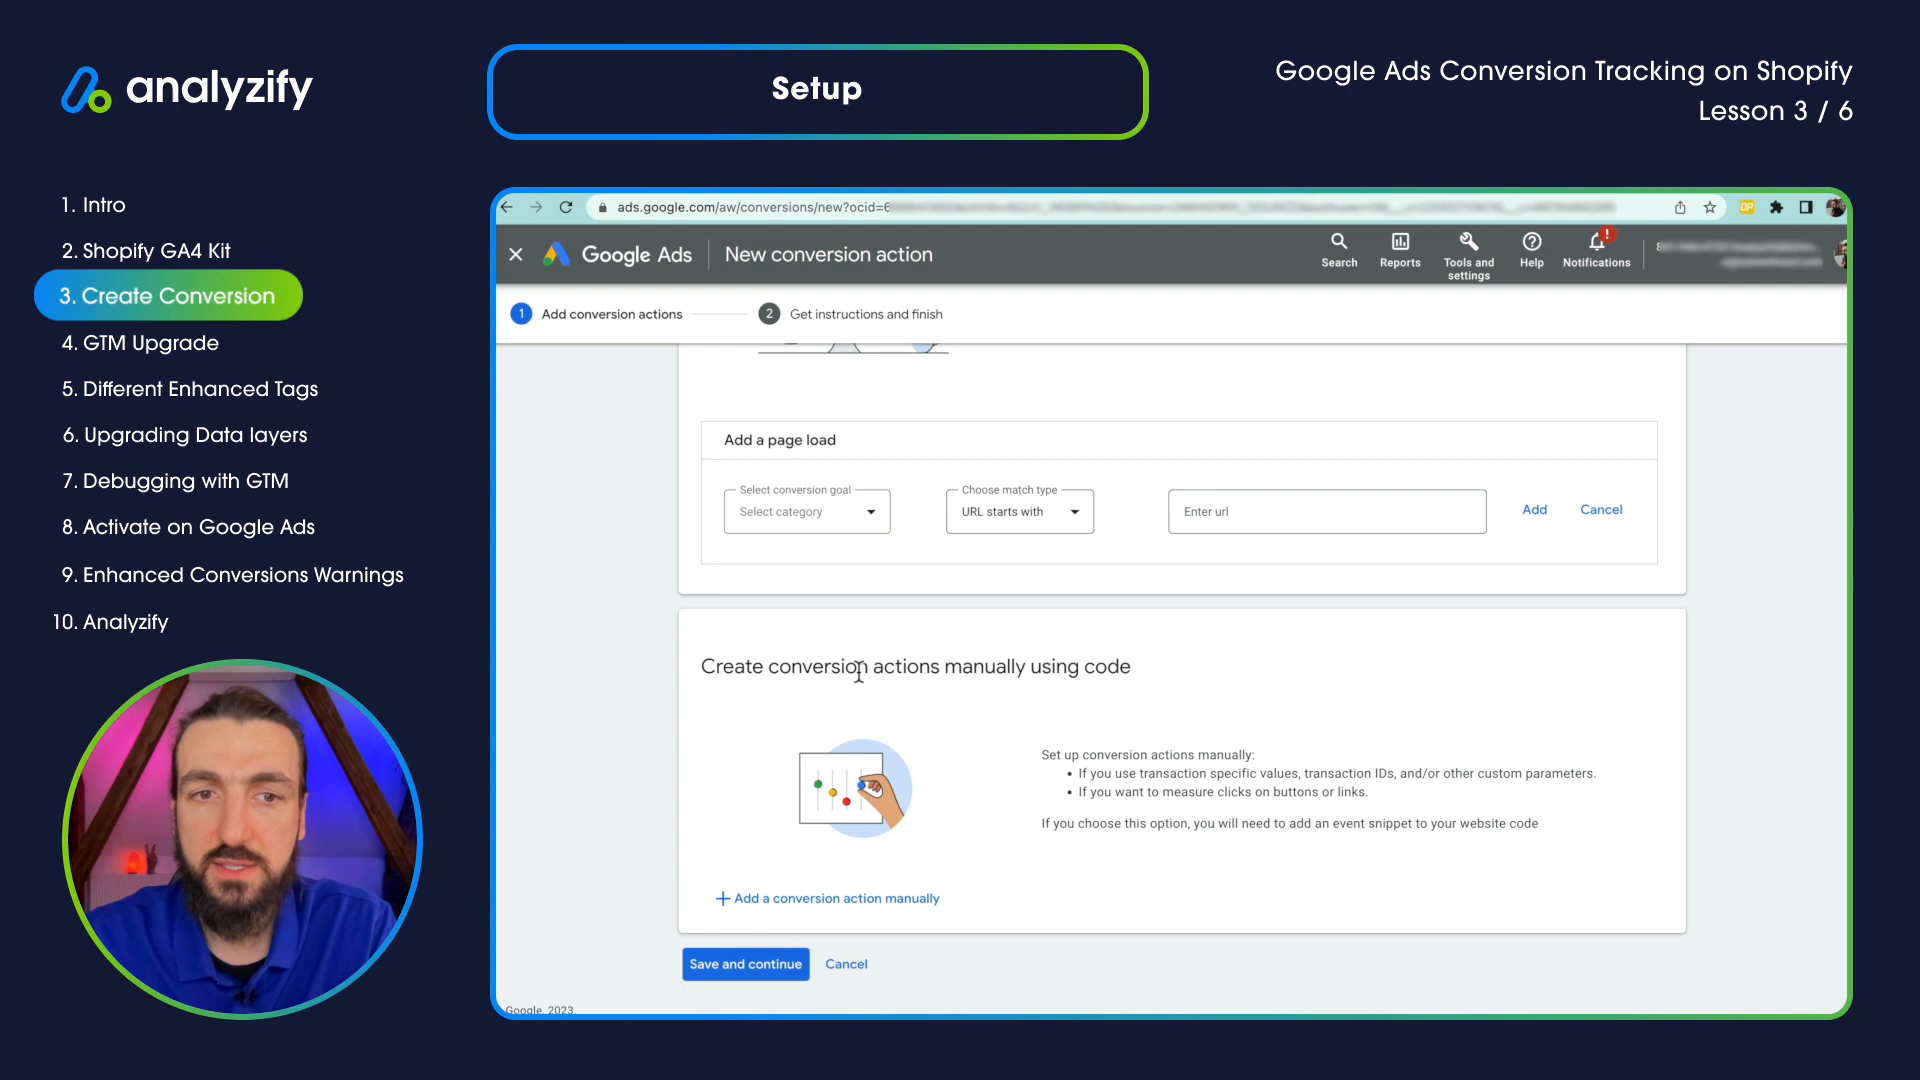 analyzify
Setup
Google Ads Conversion Tracking on Shopify
Lesson 3 / 6
1. Intro
2. Shopify GA4 Kit
3. Create Conversion
4. GTM Upgrade
5. Different Enhanced Tags
6. Upgrading Data layers
7. Debugging with GTM
8. Activate on Google Ads
9. Enhanced Conversions Warnings
10. Analyzify
ads.google.com/aw/conversions/new?ocid=6
OP
Google Ads
New conversion action
Search
Reports
Tools and
settings
Help
!
Notifications
1 Add conversion actions
2 Get instructions and finish
Add a page load
Select conversion goal
Select category
Choose match type
URL starts with
Enter url
Add
Cancel
Create conversion actions manually using code
Set up conversion actions manually:
• If you use transaction specific values, transaction IDs, and/or other custom parameters.
• If you want to measure clicks on buttons or links.
If you choose this option, you will need to add an event snippet to your website code
+ Add a conversion action manually
Save and continue
Cancel
Google, 2023.